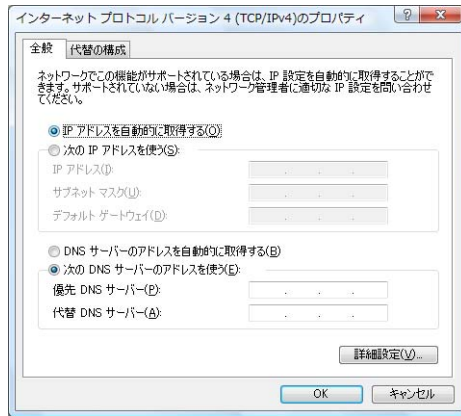 インターネット プロトコル バージョン 4 (TCP/IPv4)のプロパティ
全般
代替の構成
ネットワークでこの機能がサポートされている場合は、IP 設定を自動的に取得することがで
きます。サポートされていない場合は、ネットワーク管理者に適切な IP 設定を問い合わせ
てください。
IP アドレスを自動的に取得する(O)
次の IP アドレスを使う(S):
IP アドレス(I):
サブネット マスク(U):
デフォルト ゲートウェイ(D):
DNS サーバーのアドレスを自動的に取得する(B)
次の DNS サーバーのアドレスを使う(E):
優先 DNS サーバー(P):
代替 DNS サーバー(A):
詳細設定(V)...
OK キャンセル